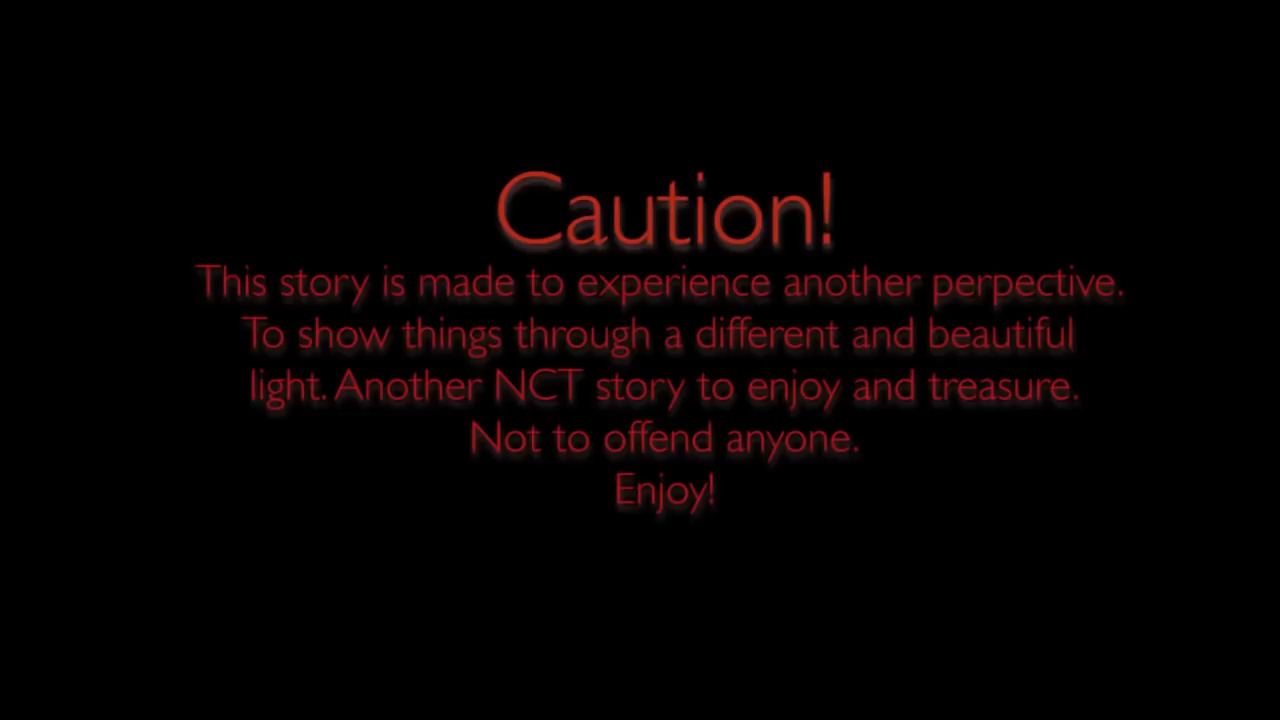 Caution!
This story is made to experience another perpective.
To show things through a different and beautiful
light. Another NCT story to enjoy and treasure.
Not to offend anyone.
Enjoy!